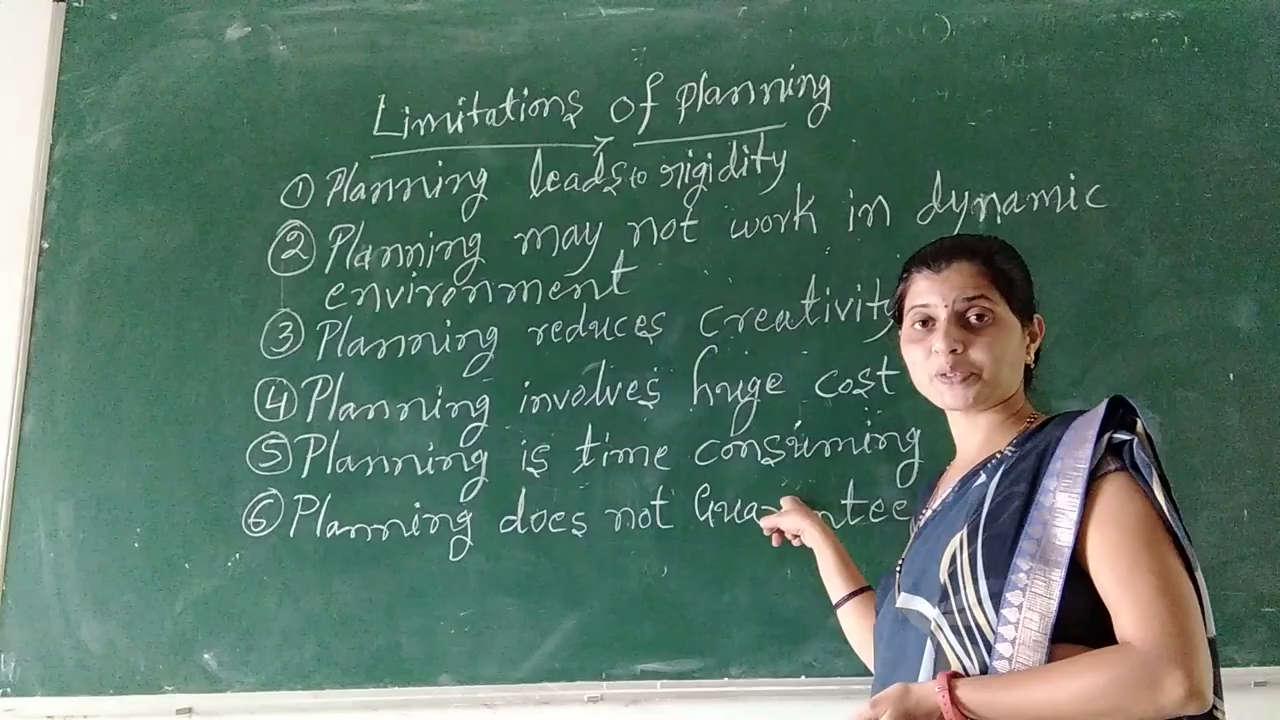 Limitations of planning
① Planning leads to rigidity
② Planning may not work in dynamic
environment
③ Planning reduces creativity
④ Planning involves huge cost
⑤ Planning is time consuming
⑥ Planning does not Guarantee